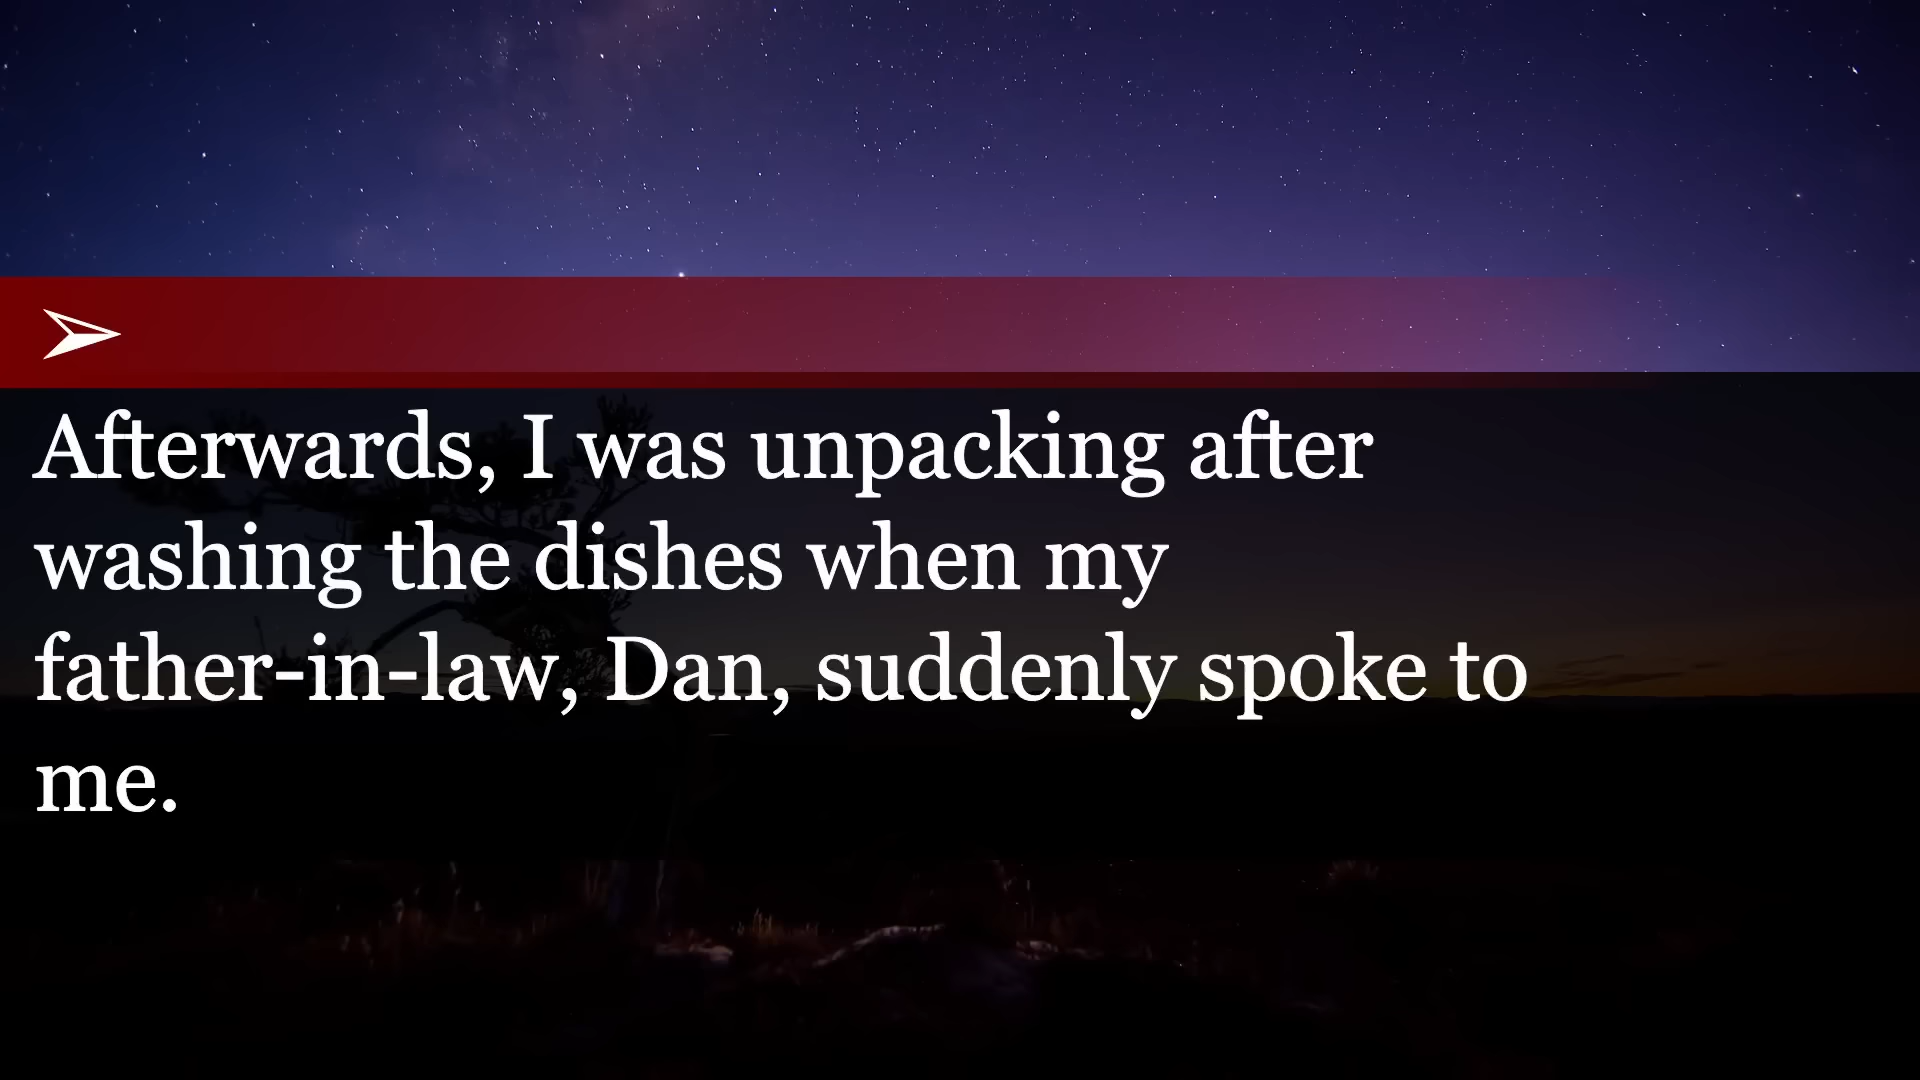 Afterwards, I was unpacking after
washing the dishes when my
father-in-law, Dan, suddenly spoke to
me.